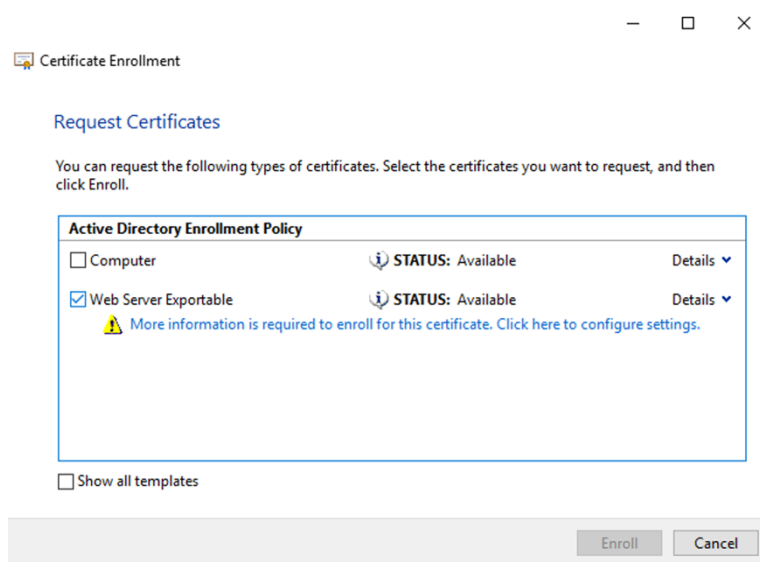 Certificate Enrollment
Request Certificates
You can request the following types of certificates. Select the certificates you want to request, and then
click Enroll.
Active Directory Enrollment Policy
Computer STATUS: Available Details
Web Server Exportable STATUS: Available Details
More information is required to enroll for this certificate. Click here to configure settings.
Show all templates
Enroll Cancel